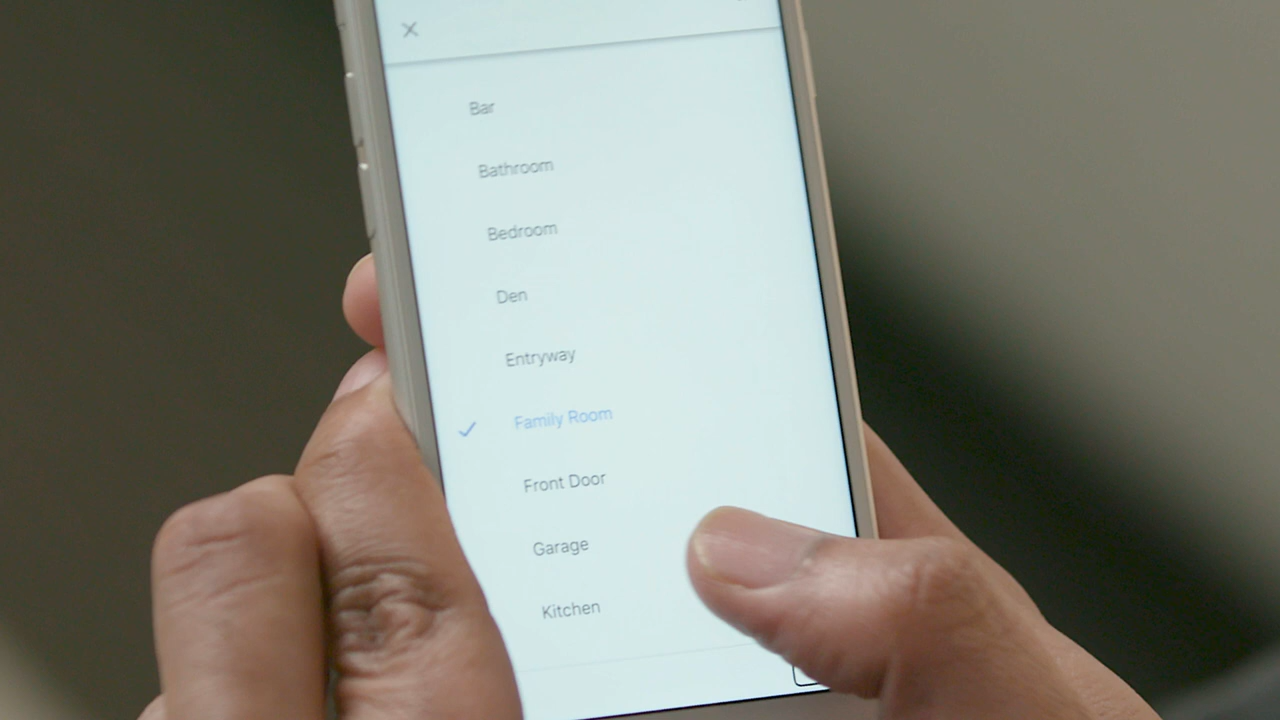 Bar
Bathroom
Bedroom
Den
Entryway
Family Room
Front Door
Garage
Kitchen